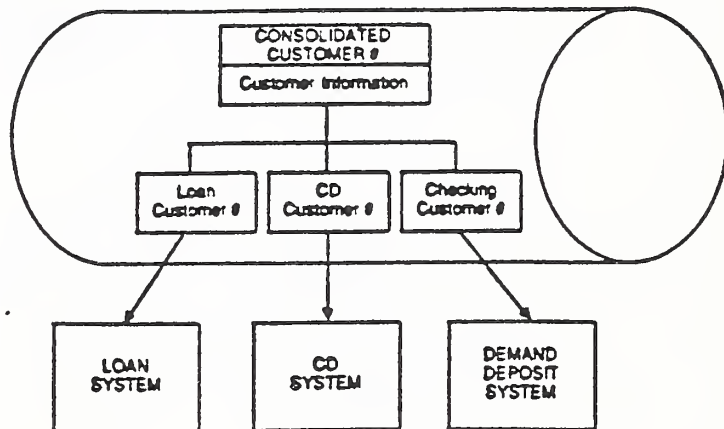 CONSOLIDATED
CUSTOMER #
Customer Information
Loan
Customer #
CD
Customer #
Checking
Customer #
LOAN
SYSTEM
CD
SYSTEM
DEMAND
DEPOSIT
SYSTEM